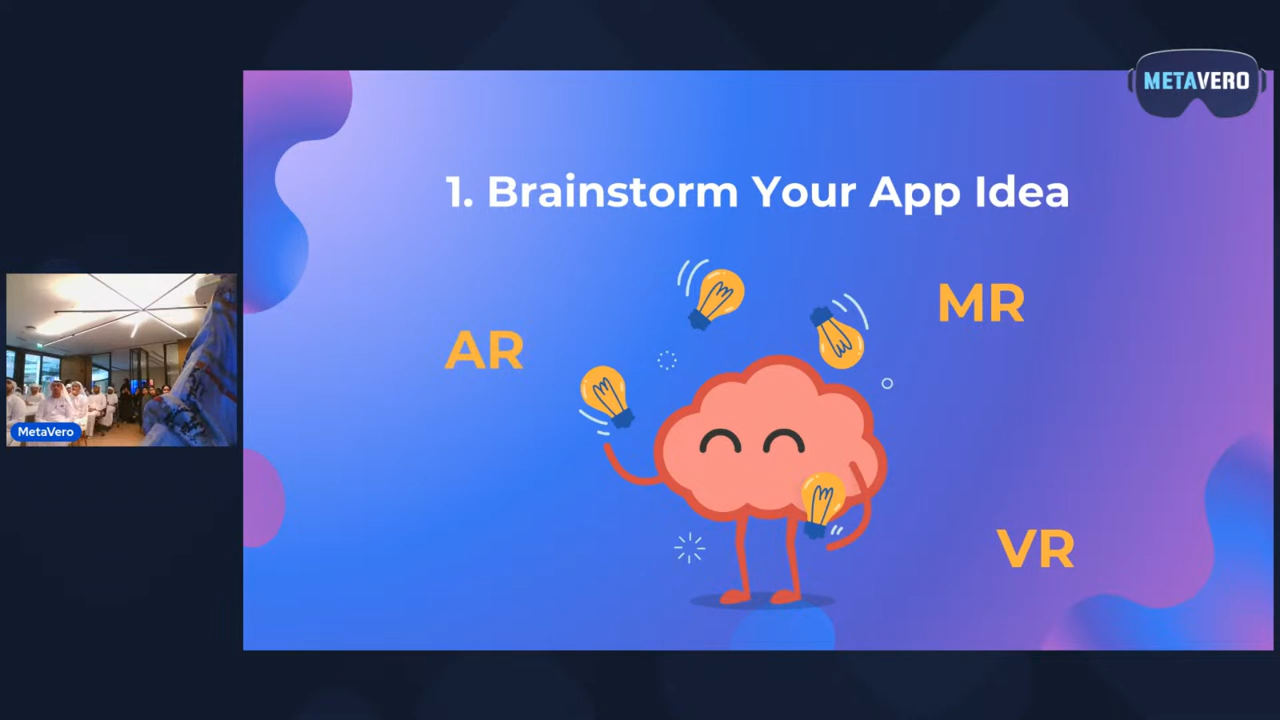 METAVERO
1. Brainstorm Your App Idea
MR
AR
MetaVero
VR